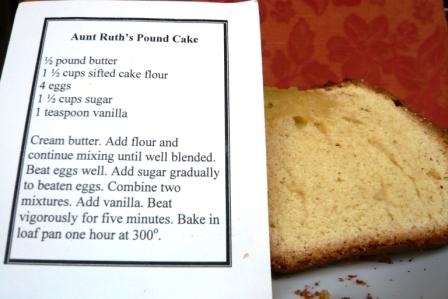 Aunt Ruth's Pound Cake
½ pound butter
1 ½ cups sifted cake flour
4 eggs
1 ½ cups sugar
1 teaspoon vanilla
Cream butter. Add flour and
continue mixing until well blended.
Beat eggs well. Add sugar gradually
to beaten eggs. Combine two
mixtures. Add vanilla. Beat
vigorously for five minutes. Bake in
loaf pan one hour at 300°.